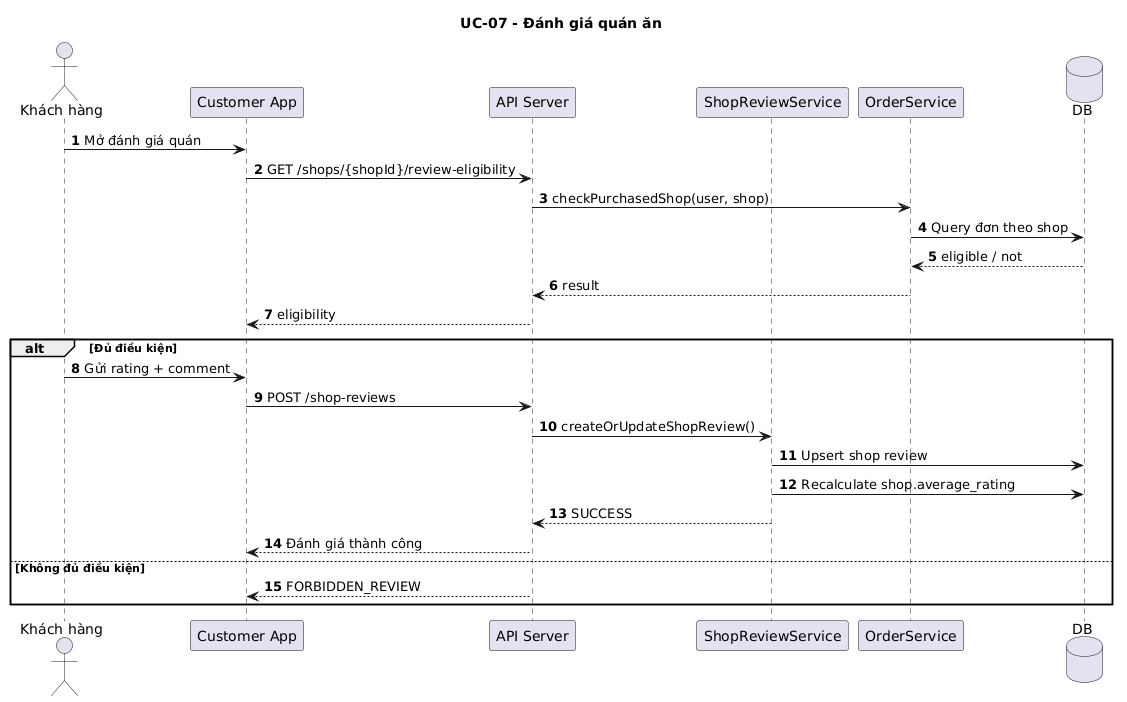 UC-07 - Đánh giá quán ăn
Khách hàng
Customer App
API Server
ShopReviewService
OrderService
DB
1 Mở đánh giá quán
2 GET /shops/{shopId}/review-eligibility
3 checkPurchasedShop(user, shop)
4 Query đơn theo shop
5 eligible / not
6 result
7 eligibility
alt [Đủ điều kiện]
8 Gửi rating + comment
9 POST /shop-reviews
10 createOrUpdateShopReview()
11 Upsert shop review
12 Recalculate shop.average_rating
13 SUCCESS
14 Đánh giá thành công
[Không đủ điều kiện]
15 FORBIDDEN_REVIEW
Khách hàng
Customer App
API Server
ShopReviewService
OrderService
DB